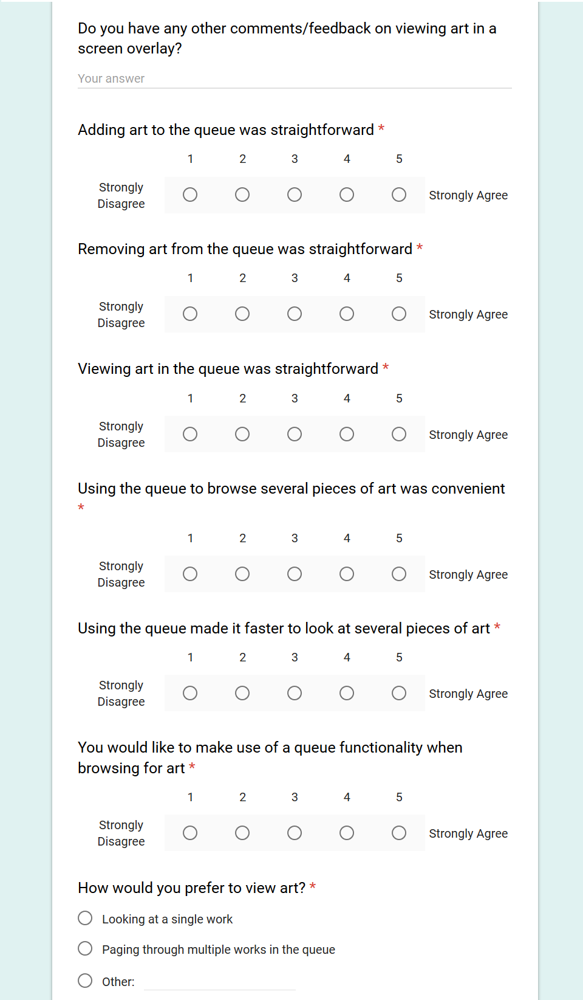 Do you have any other comments/feedback on viewing art in a
screen overlay?
Your answer
Adding art to the queue was straightforward *
1 2 3 4 5
Strongly
Disagree
Strongly Agree
Removing art from the queue was straightforward *
1 2 3 4 5
Strongly
Disagree
Strongly Agree
Viewing art in the queue was straightforward *
1 2 3 4 5
Strongly
Disagree
Strongly Agree
Using the queue to browse several pieces of art was convenient
*
1 2 3 4 5
Strongly
Disagree
Strongly Agree
Using the queue made it faster to look at several pieces of art *
1 2 3 4 5
Strongly
Disagree
Strongly Agree
You would like to make use of a queue functionality when
browsing for art *
1 2 3 4 5
Strongly
Disagree
Strongly Agree
How would you prefer to view art? *
Looking at a single work
Paging through multiple works in the queue
Other: